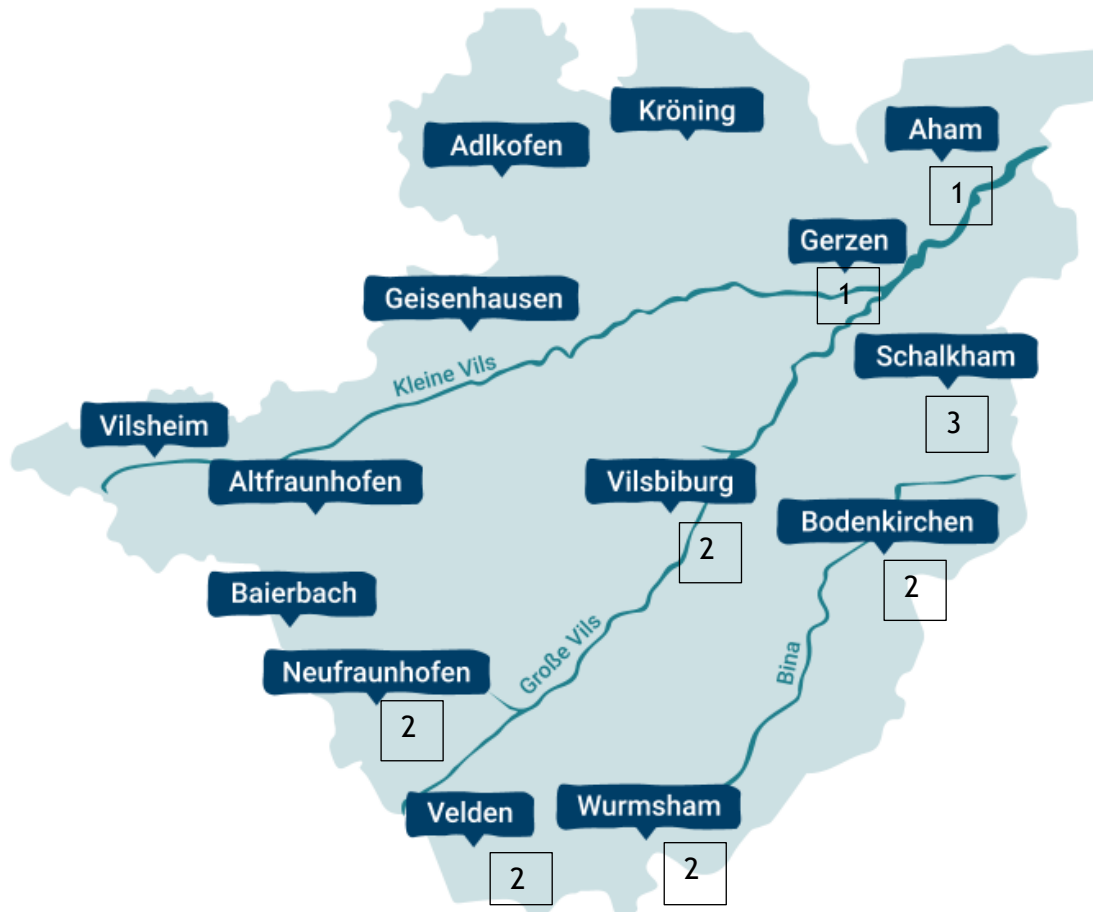 Kröning
Adlkofen
Aham
1
Gerzen
1
Geisenhausen
Schalkham
3
Kleine Vils
Vilsheim
Altfraunhofen
Vilsbiburg
2
Bodenkirchen
2
Baierbach
Große Vils
Bina
Neufraunhofen
2
Velden
2
Wurmsham
2